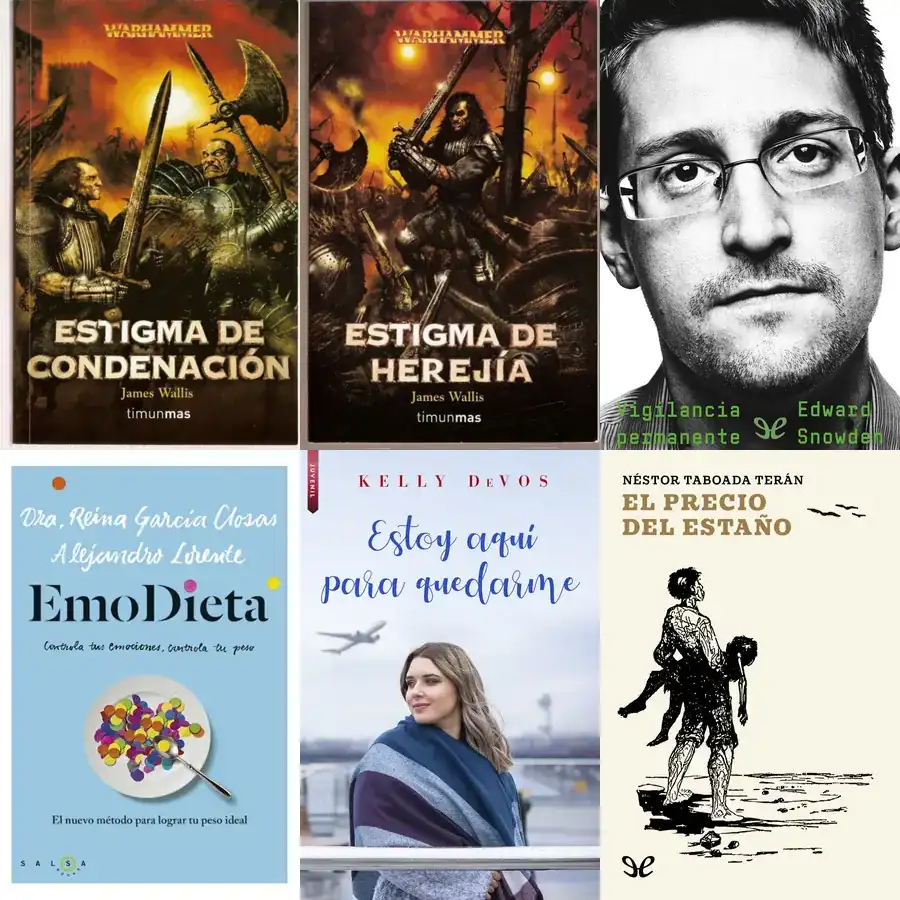 WARHAMMER
ESTIGMA DE
CONDENACIÓN
James Wallis
timunmas
WARHAMMER
ESTIGMA DE
HEREJÍA
James Wallis
timunmas
Vigilancia
permanente
Edward
Snowden
Dra. Reina García Closas
Alejandro Lorente
EmoDieta
Controla tus emociones, controla tu peso
El nuevo método para lograr tu peso ideal
SALSA
JUVENIL
KELLY DeVOS
Estoy aquí
para quedarme
NÉSTOR TABOADA TERÁN
EL PRECIO
DEL ESTAÑO